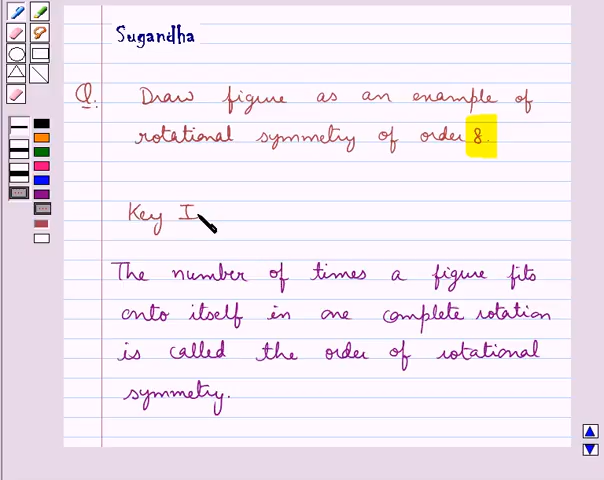 Sugandha
Q. Draw figure as an example of
rotational symmetry of order 8.
Key I
The number of times a figure fits
onto itself in one complete rotation
is called the order of rotational
symmetry.